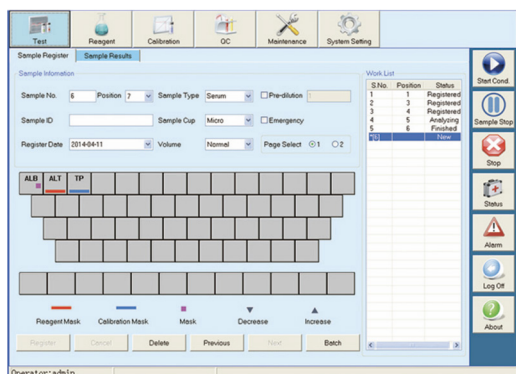 Test Reagent Calibration QC Maintenance System Setting
Sample Register Sample Results
Sample Infomation
Sample No. 6 Position 7 Sample Type Serum Pre-dilution
Sample ID Sample Cup Micro Emergency
Register Date 2014-04-11 Volume Normal Page Select 1 2
Work List
S.No. Position Status
1 1 Registered
2 3 Registered
3 4 Registered
4 5 Analyzing
5 6 Finished
New
ALB ALT TP
Reagent Mask Calibration Mask Mask Decrease Increase
Register Cancel Delete Previous Next Batch
Start Cond.
Sample Stop
Stop
Status
Alarm
Log Off
About
Operator:admin